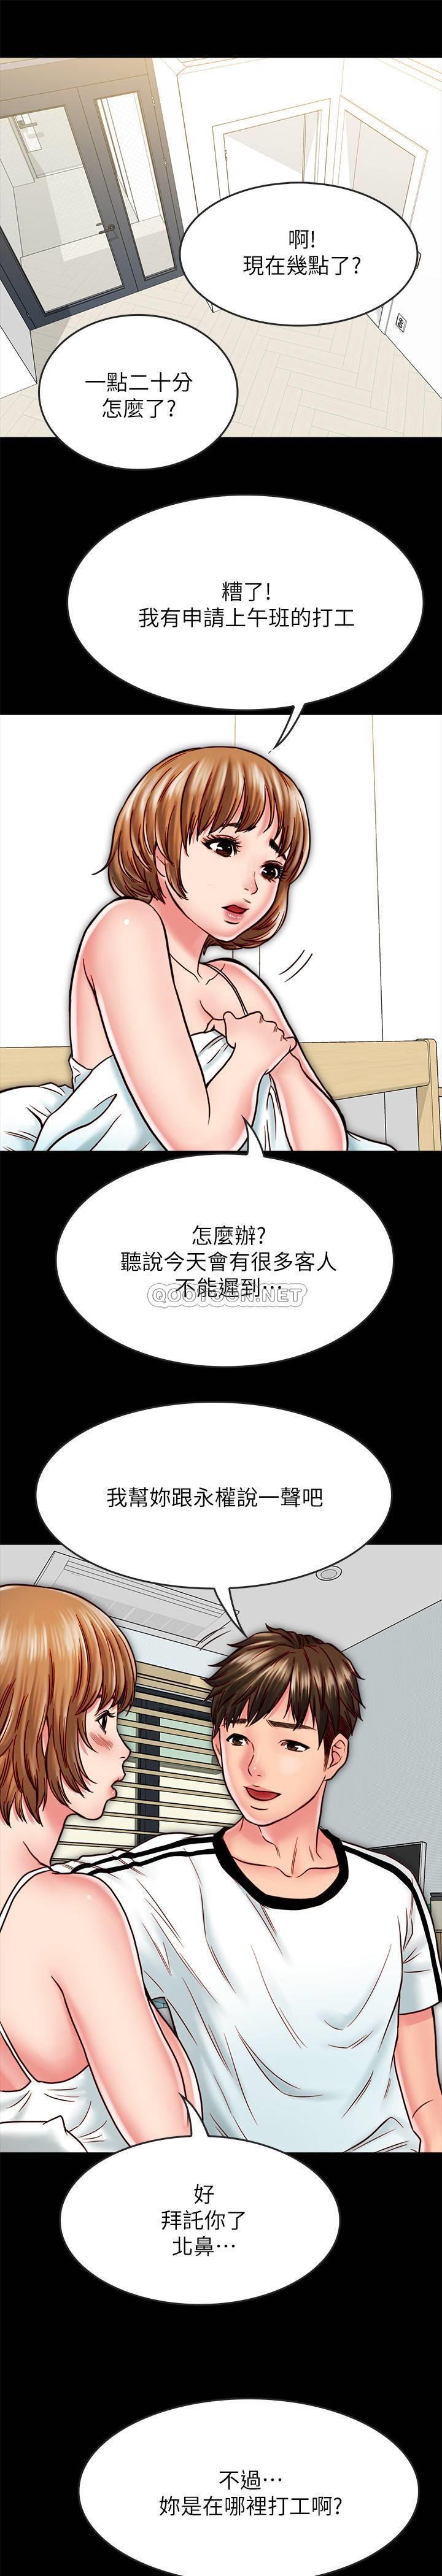 啊!
現在幾點了?
一點二十分
怎麼了?
糟了!
我有申請上午班的打工
怎麼辦?
聽說今天會有很多客人
不能遲到⋯
QOOTOON.NET
我幫妳跟永權說一聲吧
好
拜託你了
北鼻⋯
不過⋯
妳是在哪裡打工啊?